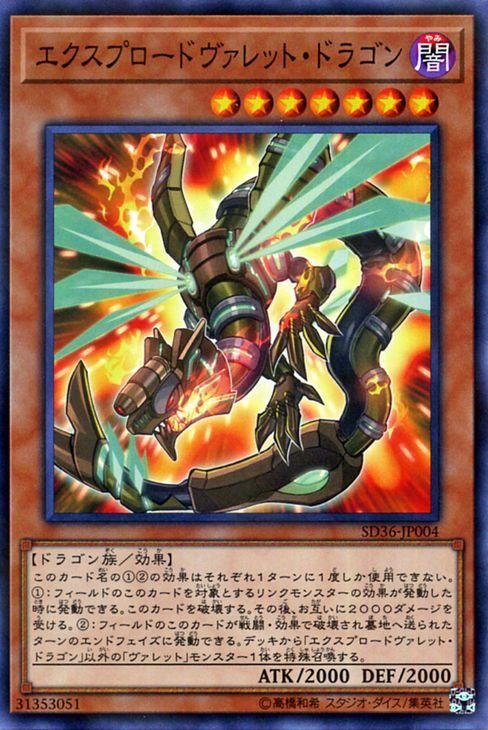 エクスプロードヴァレット・ドラゴン
闇
SD36-JP004
【ドラゴン族/効果】
このカード名の①②の効果はそれぞれ1ターンに1度しか使用できない。
①:フィールドのこのカードを対象とするリンクモンスターの効果が発動した
時に発動できる。このカードを破壊する。その後、お互いに2000ダメージを
受ける。②:フィールドのこのカードが戦闘・効果で破壊され墓地へ送られた
ターンのエンドフェイズに発動できる。デッキから「エクスプロードヴァレット・
ドラゴン」以外の「ヴァレット」モンスター1体を特殊召喚する。
ATK/2000 DEF/2000
31353051 ©高橋和希 スタジオ・ダイス/集英社